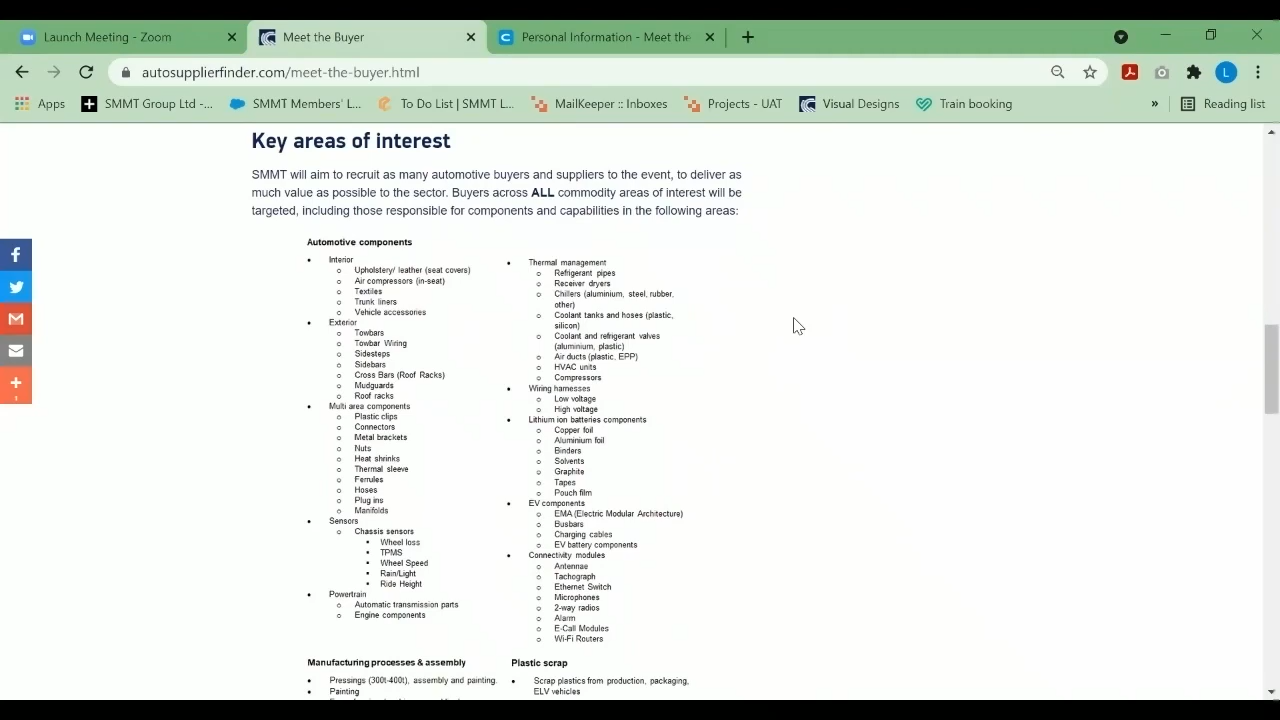 Launch Meeting - Zoom
Meet the Buyer
Personal Information - Meet the
autosupplierfinder.com/meet-the-buyer.html
L
Apps
SMMT Group Ltd -...
SMMT Members' L...
To Do List | SMMT L...
MailKeeper :: Inboxes
Projects - UAT
Visual Designs
Train booking
»
Reading list
Key areas of interest
SMMT will aim to recruit as many automotive buyers and suppliers to the event, to deliver as
much value as possible to the sector. Buyers across ALL commodity areas of interest will be
targeted, including those responsible for components and capabilities in the following areas:
Automotive components
Interior
Upholstery/ leather (seat covers)
Air compressors (in-seat)
Textiles
Trunk liners
Vehicle accessories
Exterior
Towbars
Towbar Wiring
Sidesteps
Sidebars
Cross Bars (Roof Racks)
Mudguards
Roof racks
Multi area components
Plastic clips
Connectors
Metal brackets
Nuts
Heat shrinks
Thermal sleeve
Ferrules
Hoses
Plug ins
Manifolds
Sensors
Chassis sensors
Wheel loss
TPMS
Wheel Speed
Rain/Light
Ride Height
Powertrain
Automatic transmission parts
Engine components
Thermal management
Refrigerant pipes
Receiver dryers
Chillers (aluminium, steel, rubber,
other)
Coolant tanks and hoses (plastic,
silicon)
Coolant and refrigerant valves
(aluminium, plastic)
Air ducts (plastic, EPP)
HVAC units
Compressors
Wiring harnesses
Low voltage
High voltage
Lithium ion batteries components
Copper foil
Aluminium foil
Binders
Solvents
Graphite
Tapes
Pouch film
EV components
EMA (Electric Modular Architecture)
Busbars
Charging cables
EV battery components
Connectivity modules
Antennae
Tachograph
Ethernet Switch
Microphones
2-way radios
Alarm
E-Call Modules
Wi-Fi Routers
Manufacturing processes & assembly
Pressings (300t-400t), assembly and painting.
Painting
Plastic scrap
Scrap plastics from production, packaging,
ELV vehicles